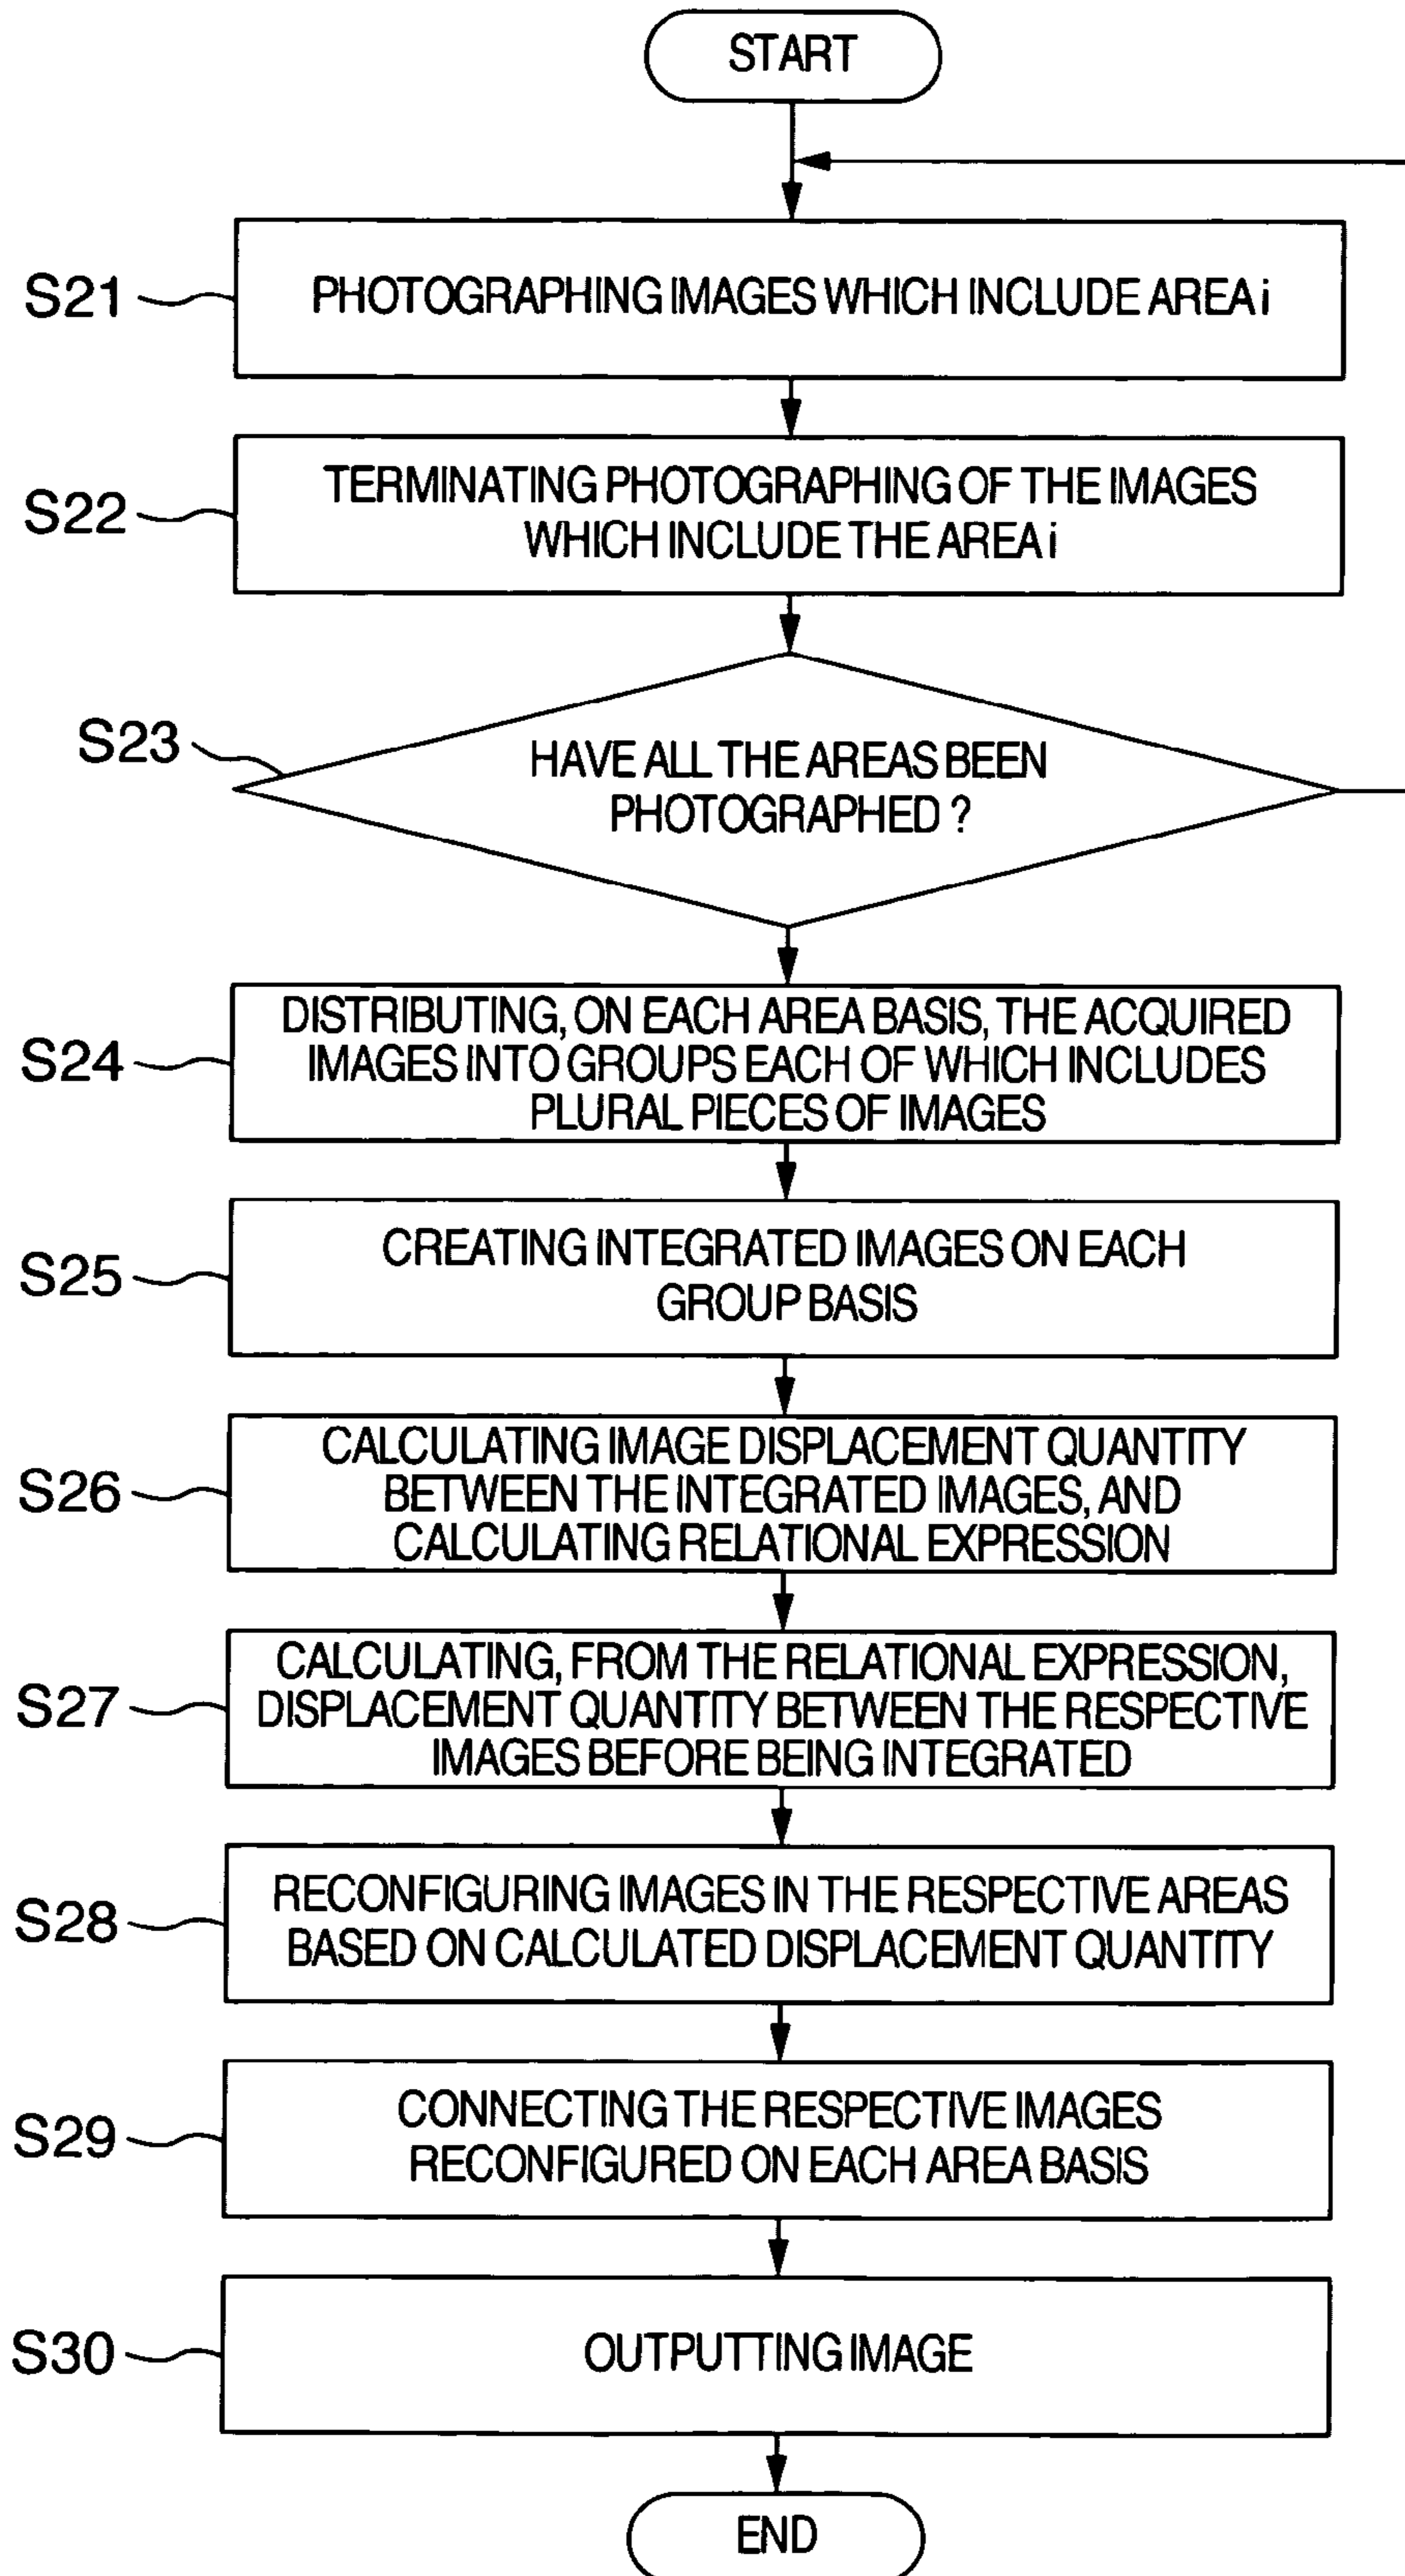 START
S21
PHOTOGRAPHING IMAGES WHICH INCLUDE AREA i
S22
TERMINATING PHOTOGRAPHING OF THE IMAGES
WHICH INCLUDE THE AREA i
S23
HAVE ALL THE AREAS BEEN
PHOTOGRAPHED ?
S24
DISTRIBUTING, ON EACH AREA BASIS, THE ACQUIRED
IMAGES INTO GROUPS EACH OF WHICH INCLUDES
PLURAL PIECES OF IMAGES
S25
CREATING INTEGRATED IMAGES ON EACH
GROUP BASIS
S26
CALCULATING IMAGE DISPLACEMENT QUANTITY
BETWEEN THE INTEGRATED IMAGES, AND
CALCULATING RELATIONAL EXPRESSION
S27
CALCULATING, FROM THE RELATIONAL EXPRESSION,
DISPLACEMENT QUANTITY BETWEEN THE RESPECTIVE
IMAGES BEFORE BEING INTEGRATED
S28
RECONFIGURING IMAGES IN THE RESPECTIVE AREAS
BASED ON CALCULATED DISPLACEMENT QUANTITY
S29
CONNECTING THE RESPECTIVE IMAGES
RECONFIGURED ON EACH AREA BASIS
S30
OUTPUTTING IMAGE
END